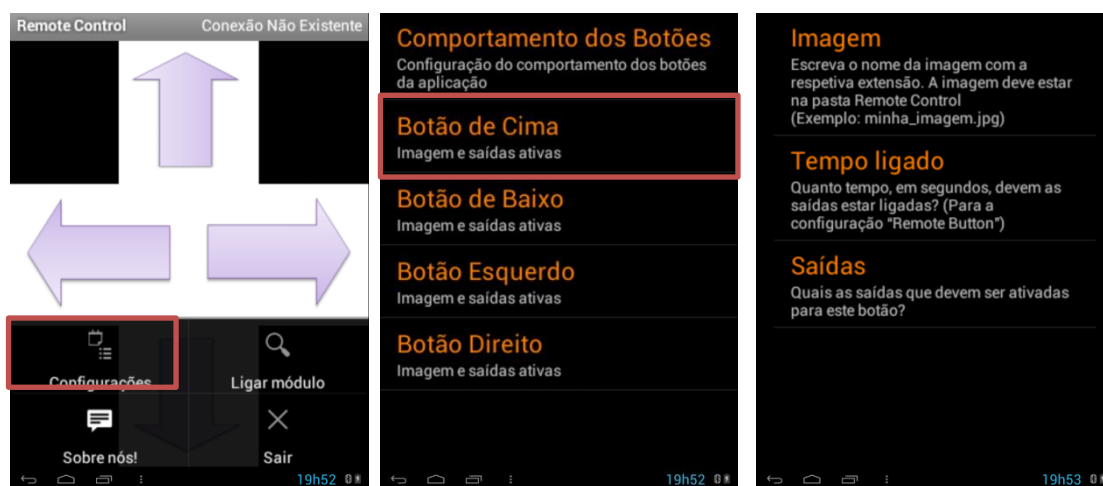 Remote Control
Conexão Não Existente
Configurações
Ligar módulo
Sobre nós!
Sair
19h52
Comportamento dos Botões
Configuração do comportamento dos botões
da aplicação
Botão de Cima
Imagem e saídas ativas
Botão de Baixo
Imagem e saídas ativas
Botão Esquerdo
Imagem e saídas ativas
Botão Direito
Imagem e saídas ativas
19h52
Imagem
Escreva o nome da imagem com a
respetiva extensão. A imagem deve estar
na pasta Remote Control
(Exemplo: minha_imagem.jpg)
Tempo ligado
Quanto tempo, em segundos, devem as
saídas estar ligadas? (Para a
configuração "Remote Button")
Saídas
Quais as saídas que devem ser ativadas
para este botão?
19h53